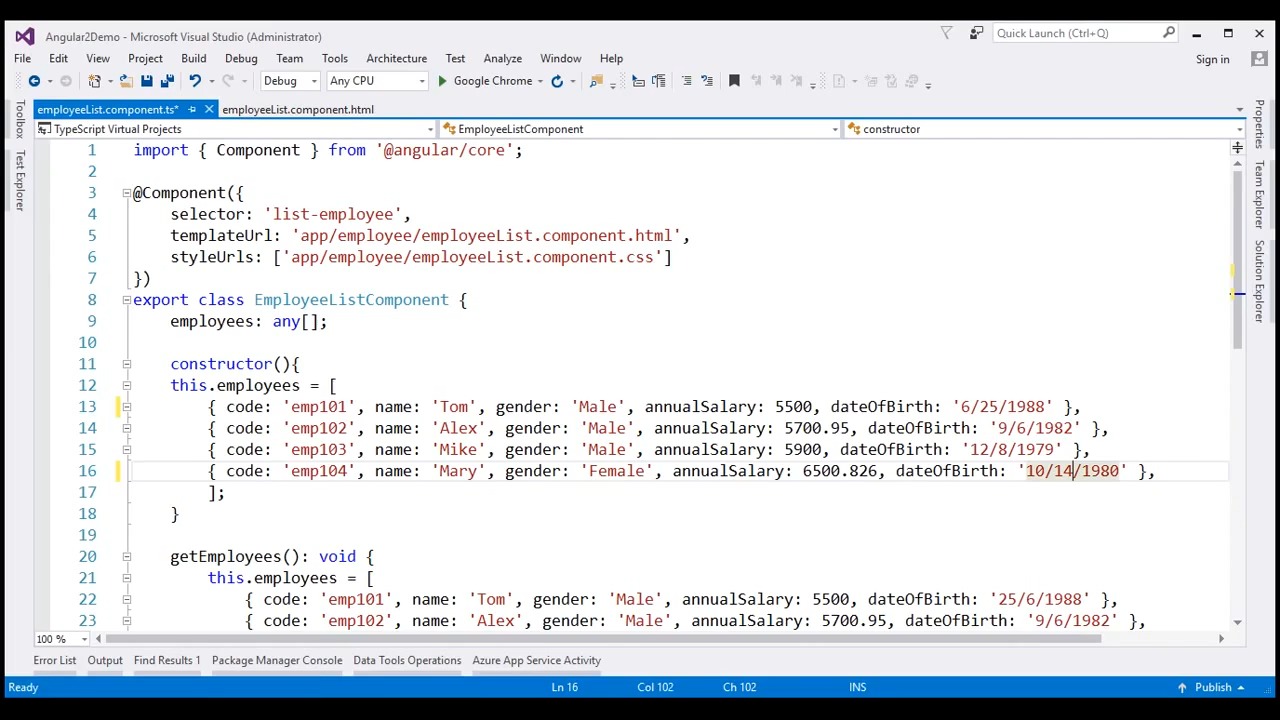 Angular2Demo - Microsoft Visual Studio (Administrator)
Quick Launch (Ctrl+Q)
File Edit View Project Build Debug Team Tools Architecture Test Analyze Window Help
Sign in
Debug Any CPU Google Chrome
employeeList.component.ts* employeeList.component.html
TypeScript Virtual Projects EmployeeListComponent constructor
Toolbox
Test Explorer
Properties
Team Explorer
Solution Explorer
1 import { Component } from '@angular/core';
2
3 @Component({
4 selector: 'list-employee',
5 templateUrl: 'app/employee/employeeList.component.html',
6 styleUrls: ['app/employee/employeeList.component.css']
7 })
8 export class EmployeeListComponent {
9 employees: any[];
10
11 constructor(){
12 this.employees = [
13 { code: 'emp101', name: 'Tom', gender: 'Male', annualSalary: 5500, dateOfBirth: '6/25/1988' },
14 { code: 'emp102', name: 'Alex', gender: 'Male', annualSalary: 5700.95, dateOfBirth: '9/6/1982' },
15 { code: 'emp103', name: 'Mike', gender: 'Male', annualSalary: 5900, dateOfBirth: '12/8/1979' },
16 { code: 'emp104', name: 'Mary', gender: 'Female', annualSalary: 6500.826, dateOfBirth: '10/14/1980' },
17 ];
18 }
19
20 getEmployees(): void {
21 this.employees = [
22 { code: 'emp101', name: 'Tom', gender: 'Male', annualSalary: 5500, dateOfBirth: '25/6/1988' },
23 { code: 'emp102', name: 'Alex', gender: 'Male', annualSalary: 5700.95, dateOfBirth: '9/6/1982' },
100 %
Error List Output Find Results 1 Package Manager Console Data Tools Operations Azure App Service Activity
Ready Ln 16 Col 102 Ch 102 INS Publish